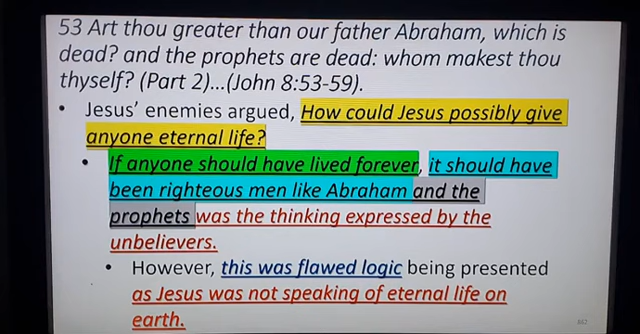 53 Art thou greater than our father Abraham, which is
dead? and the prophets are dead: whom makest thou
thyself? (Part 2)...(John 8:53-59).
• Jesus' enemies argued, How could Jesus possibly give
anyone eternal life?
• If anyone should have lived forever, it should have
been righteous men like Abraham and the
prophets was the thinking expressed by the
unbelievers.
• However, this was flawed logic being presented
as Jesus was not speaking of eternal life on
earth.